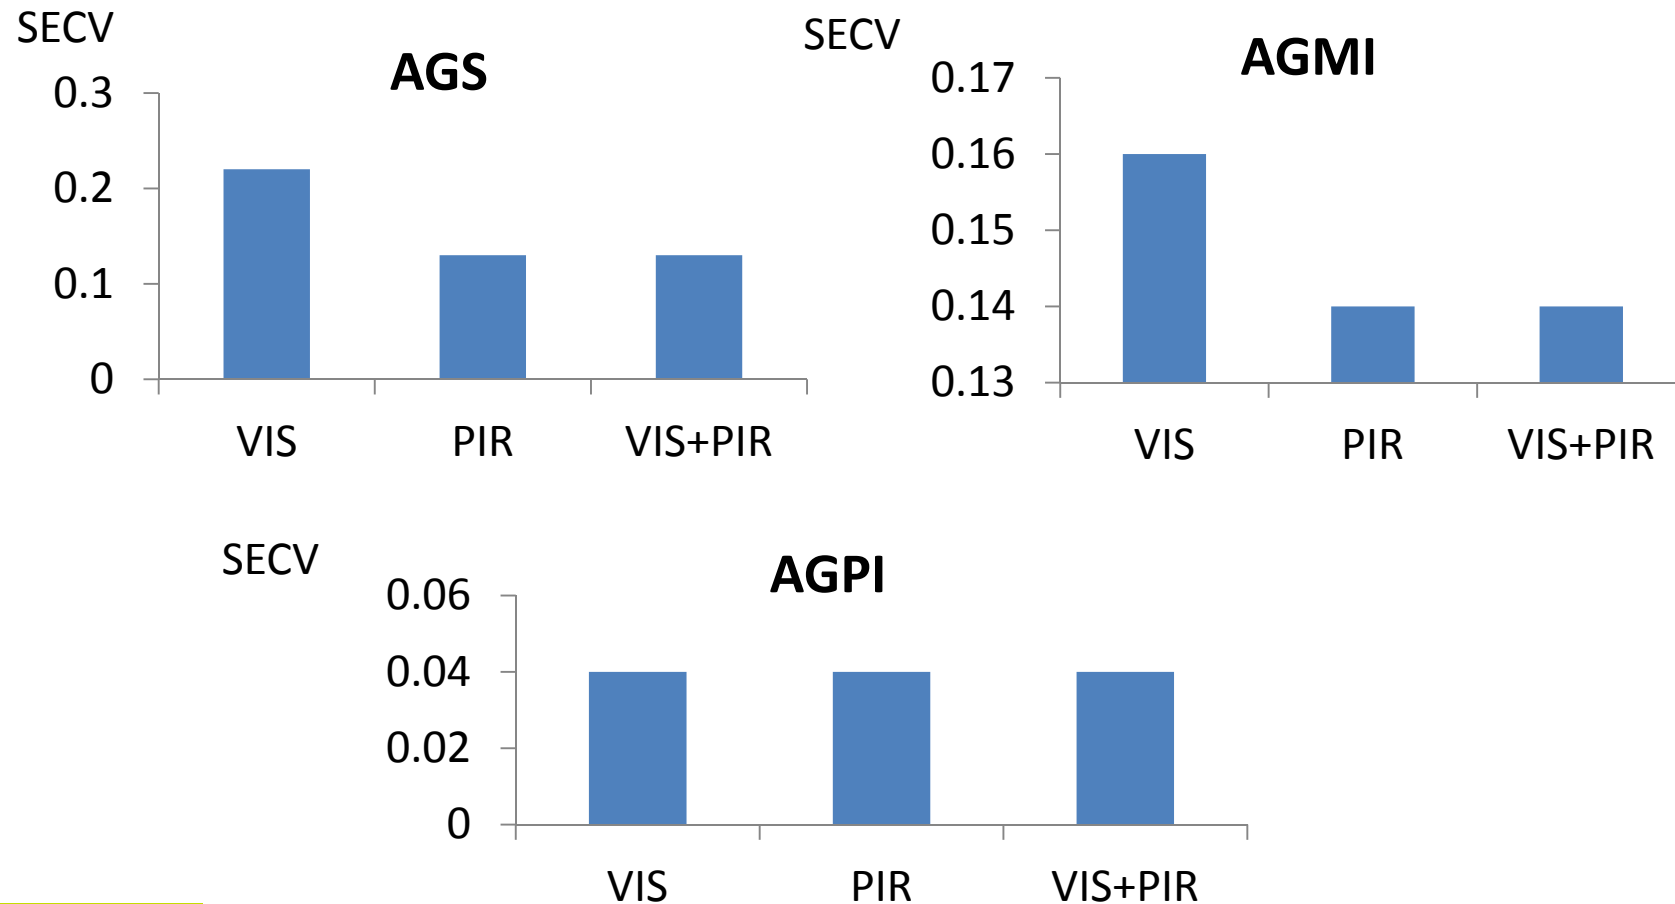 SECV
AGS
0.3
0.2
0.1
0
VIS PIR VIS+PIR
SECV
AGMI
0.17
0.16
0.15
0.14
0.13
VIS PIR VIS+PIR
SECV
AGPI
0.06
0.04
0.02
0
VIS PIR VIS+PIR